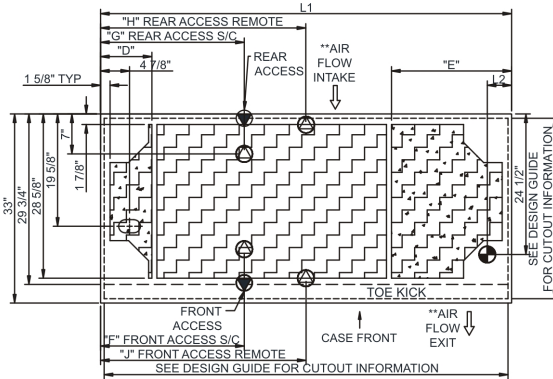 L1
"H" REAR ACCESS REMOTE
"G" REAR ACCESS S/C
"D"
REAR
ACCESS
**AIR
FLOW
INTAKE
"E"
4 7/8"
1 5/8" TYP
L2
33"
29 3/4"
28 5/8"
19 5/8"
7"
1 7/8"
24 1/2"
SEE DESIGN GUIDE
FOR CUTOUT INFORMATION
TOE KICK
FRONT
ACCESS
CASE FRONT
**AIR
FLOW
EXIT
"F" FRONT ACCESS S/C
"J" FRONT ACCESS REMOTE
SEE DESIGN GUIDE FOR CUTOUT INFORMATION